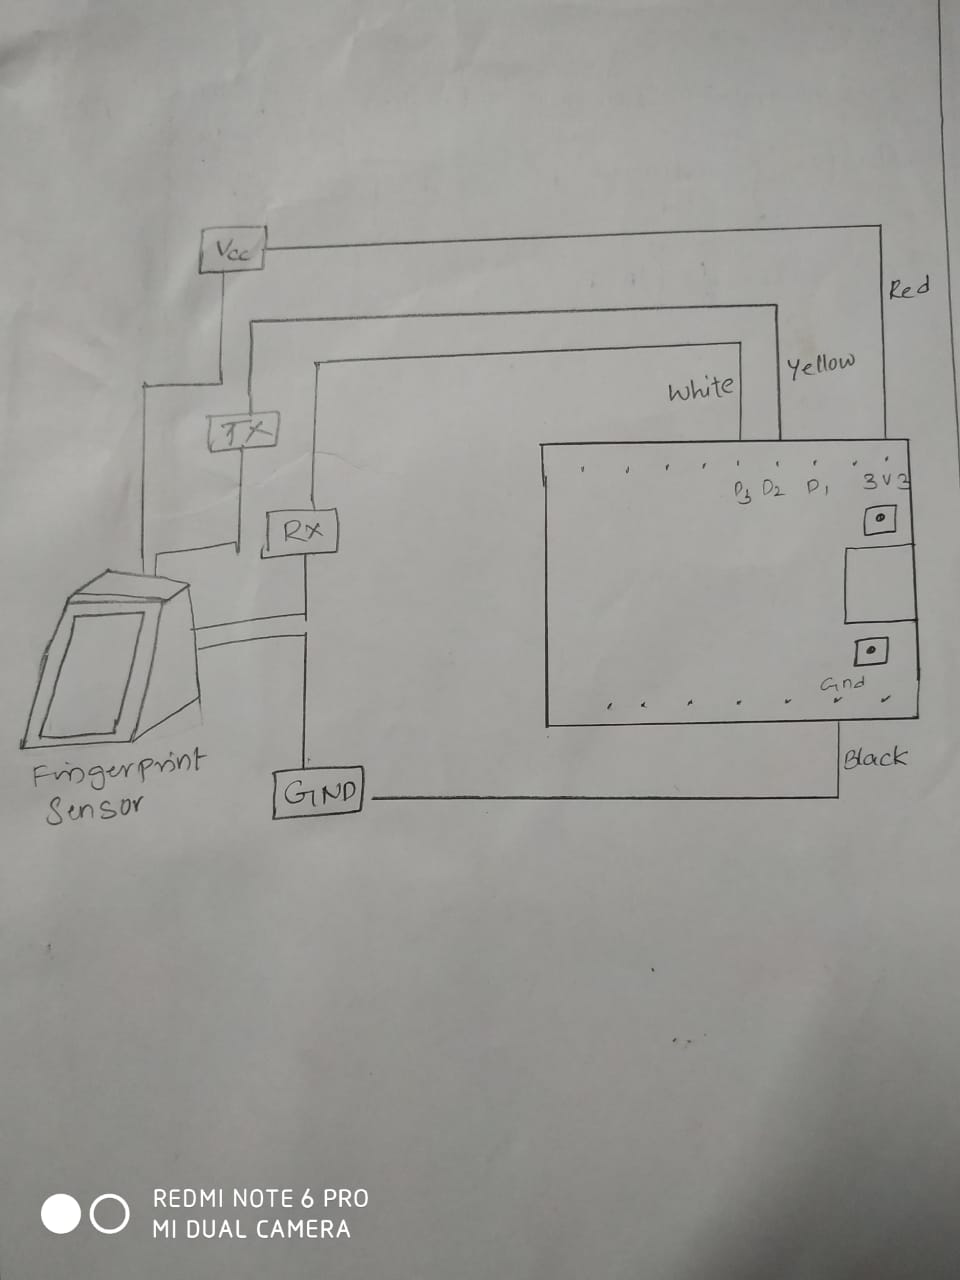 Vcc
Red
Yellow
White
TX
D3 D2 D1 3V3
RX
Gnd
Fingerprint
Sensor
Black
GND
REDMI NOTE 6 PRO
MI DUAL CAMERA